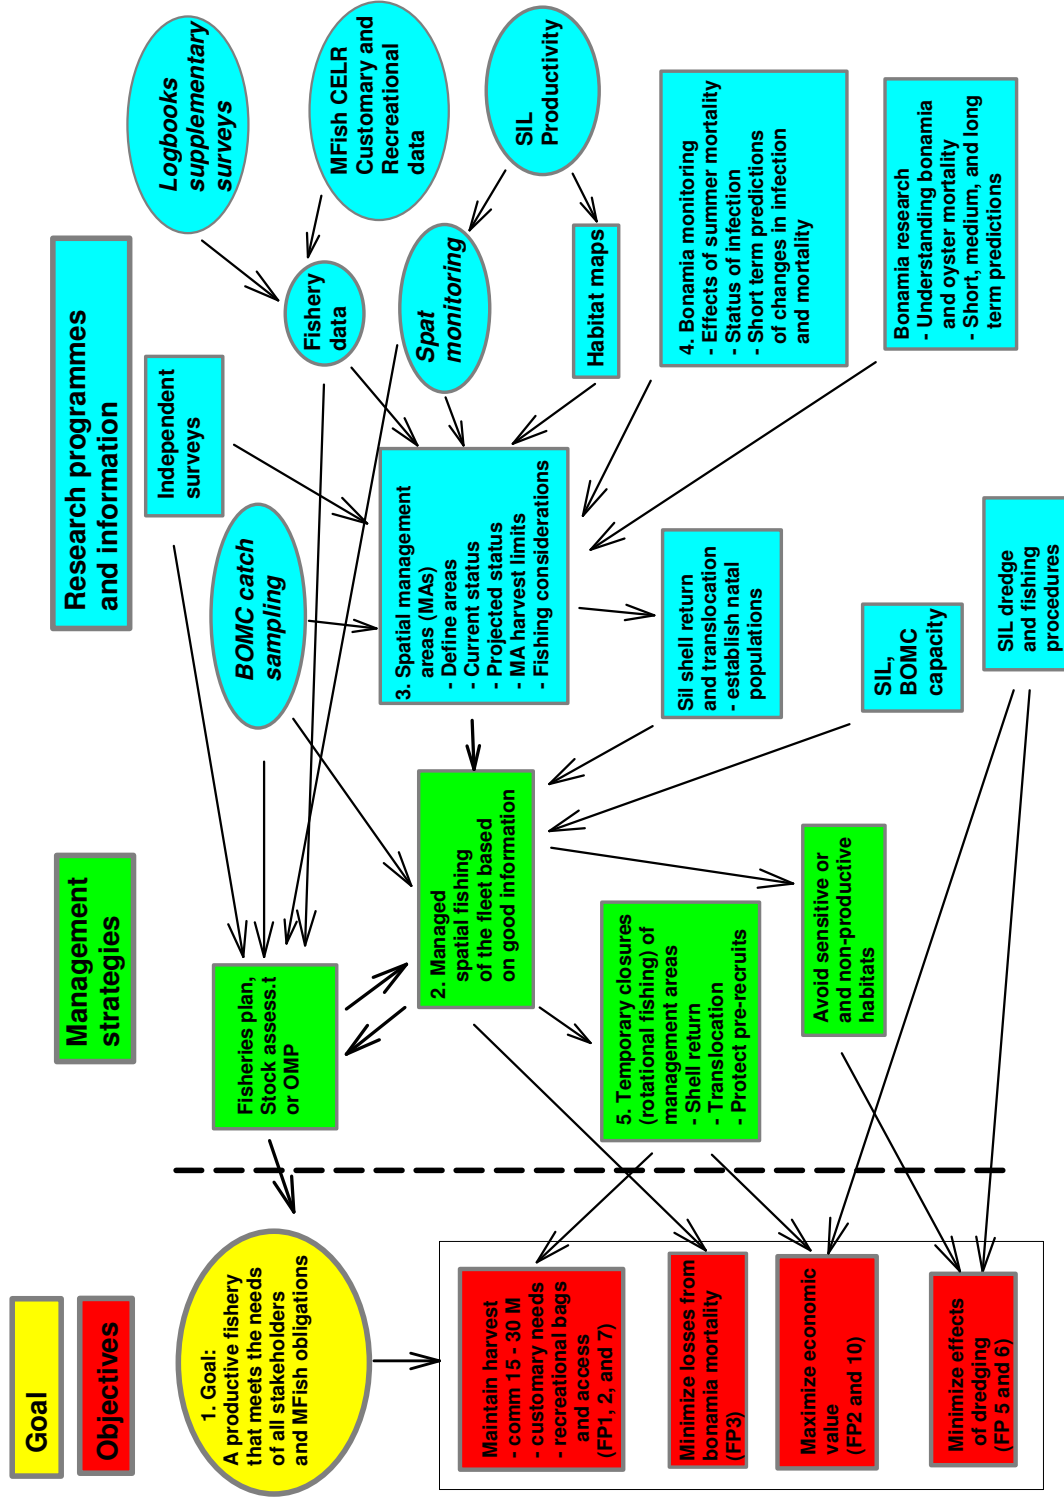 Goal
Objectives
Management
strategies
Research programmes
and information
1. Goal:
A productive fishery
that meets the needs
of all stakeholders
and MFish obligations
Fisheries plan,
Stock assess.t
or OMP
BOMC catch
sampling
Independent
surveys
Fishery
data
Logbooks
supplementary
surveys
MFish CELR
Customary and
Recreational
data
Spat
monitoring
SIL
Productivity
Habitat maps
2. Managed
spatial fishing
of the fleet based
on good information
3. Spatial management
areas (MAs)
- Define areas
- Current status
- Projected status
- MA harvest limits
- Fishing considerations
4. Bonamia monitoring
- Effects of summer mortality
- Status of infection
- Short term predictions
of changes in infection
and mortality
Bonamia research
- Understanding bonamia
and oyster mortality
- Short, medium, and long
term predictions
Sil shell return
and translocation
- establish natal
populations
SIL,
BOMC
capacity
SIL dredge
and fishing
procedures
5. Temporary closures
(rotational fishing) of
management areas
- Shell return
- Translocation
- Protect pre-recruits
Avoid sensitive or
and non-productive
habitats
Maintain harvest
- comm 15 - 30 M
- customary needs
- recreational bags
and access
(FP1, 2, and 7)
Minimize losses from
bonamia mortality
(FP3)
Maximize economic
value
(FP2 and 10)
Minimize effects
of dredging
(FP 5 and 6)